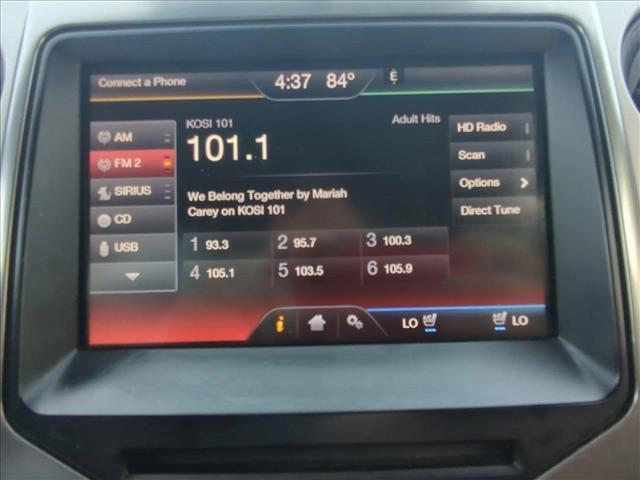 Connect a Phone
4:37 84° E
KOSI 101
Adult Hits
101.1
We Belong Together by Mariah
Carey on KOSI 101
AM
FM 2
SIRIUS
CD
USB
HD Radio
Scan
Options
Direct Tune
1 93.3 2 95.7 3 100.3
4 105.1 5 103.5 6 105.9
i LO LO